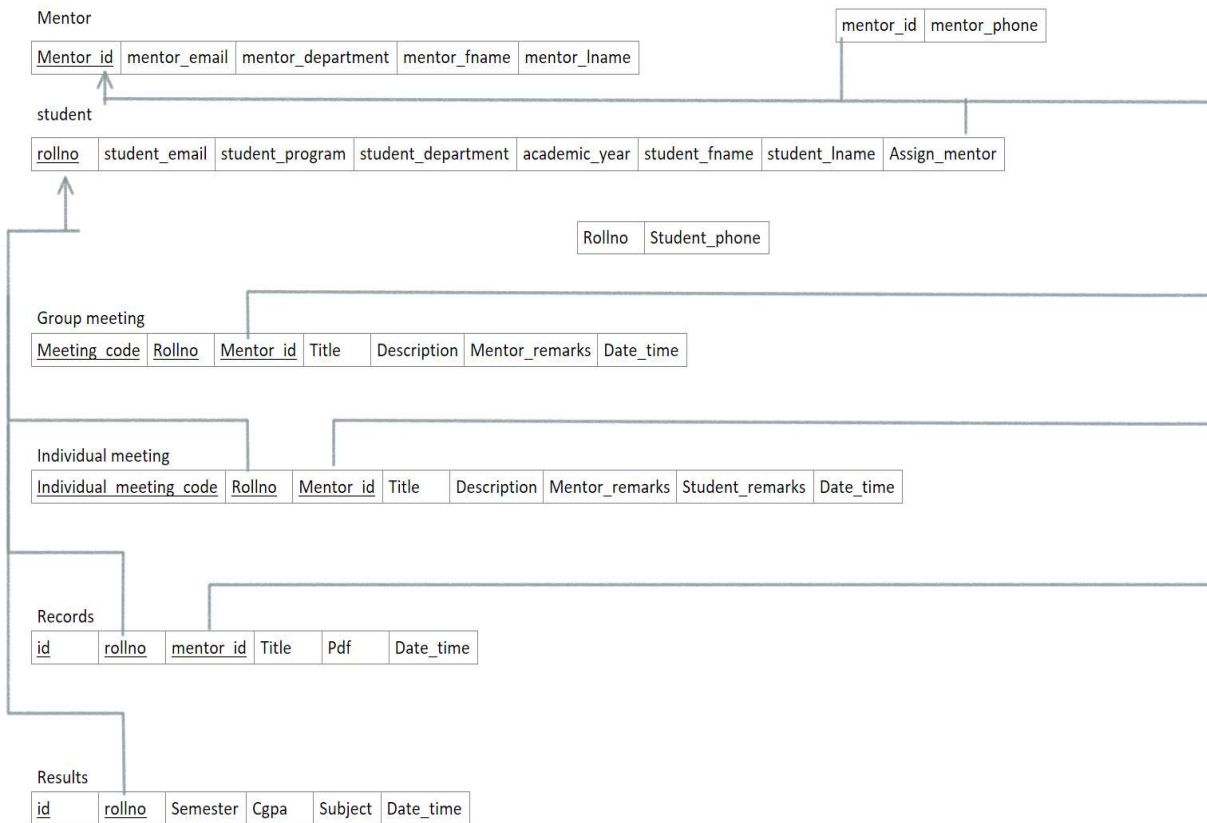 Mentor
mentor_id mentor_phone
Mentor_id mentor_email mentor_department mentor_fname mentor_lname
student
rollno student_email student_program student_department academic_year student_fname student_lname Assign_mentor
Rollno Student_phone
Group meeting
Meeting_code Rollno Mentor_id Title Description Mentor_remarks Date_time
Individual meeting
Individual_meeting_code Rollno Mentor_id Title Description Mentor_remarks Student_remarks Date_time
Records
id rollno mentor_id Title Pdf Date_time
Results
id rollno Semester Cgpa Subject Date_time